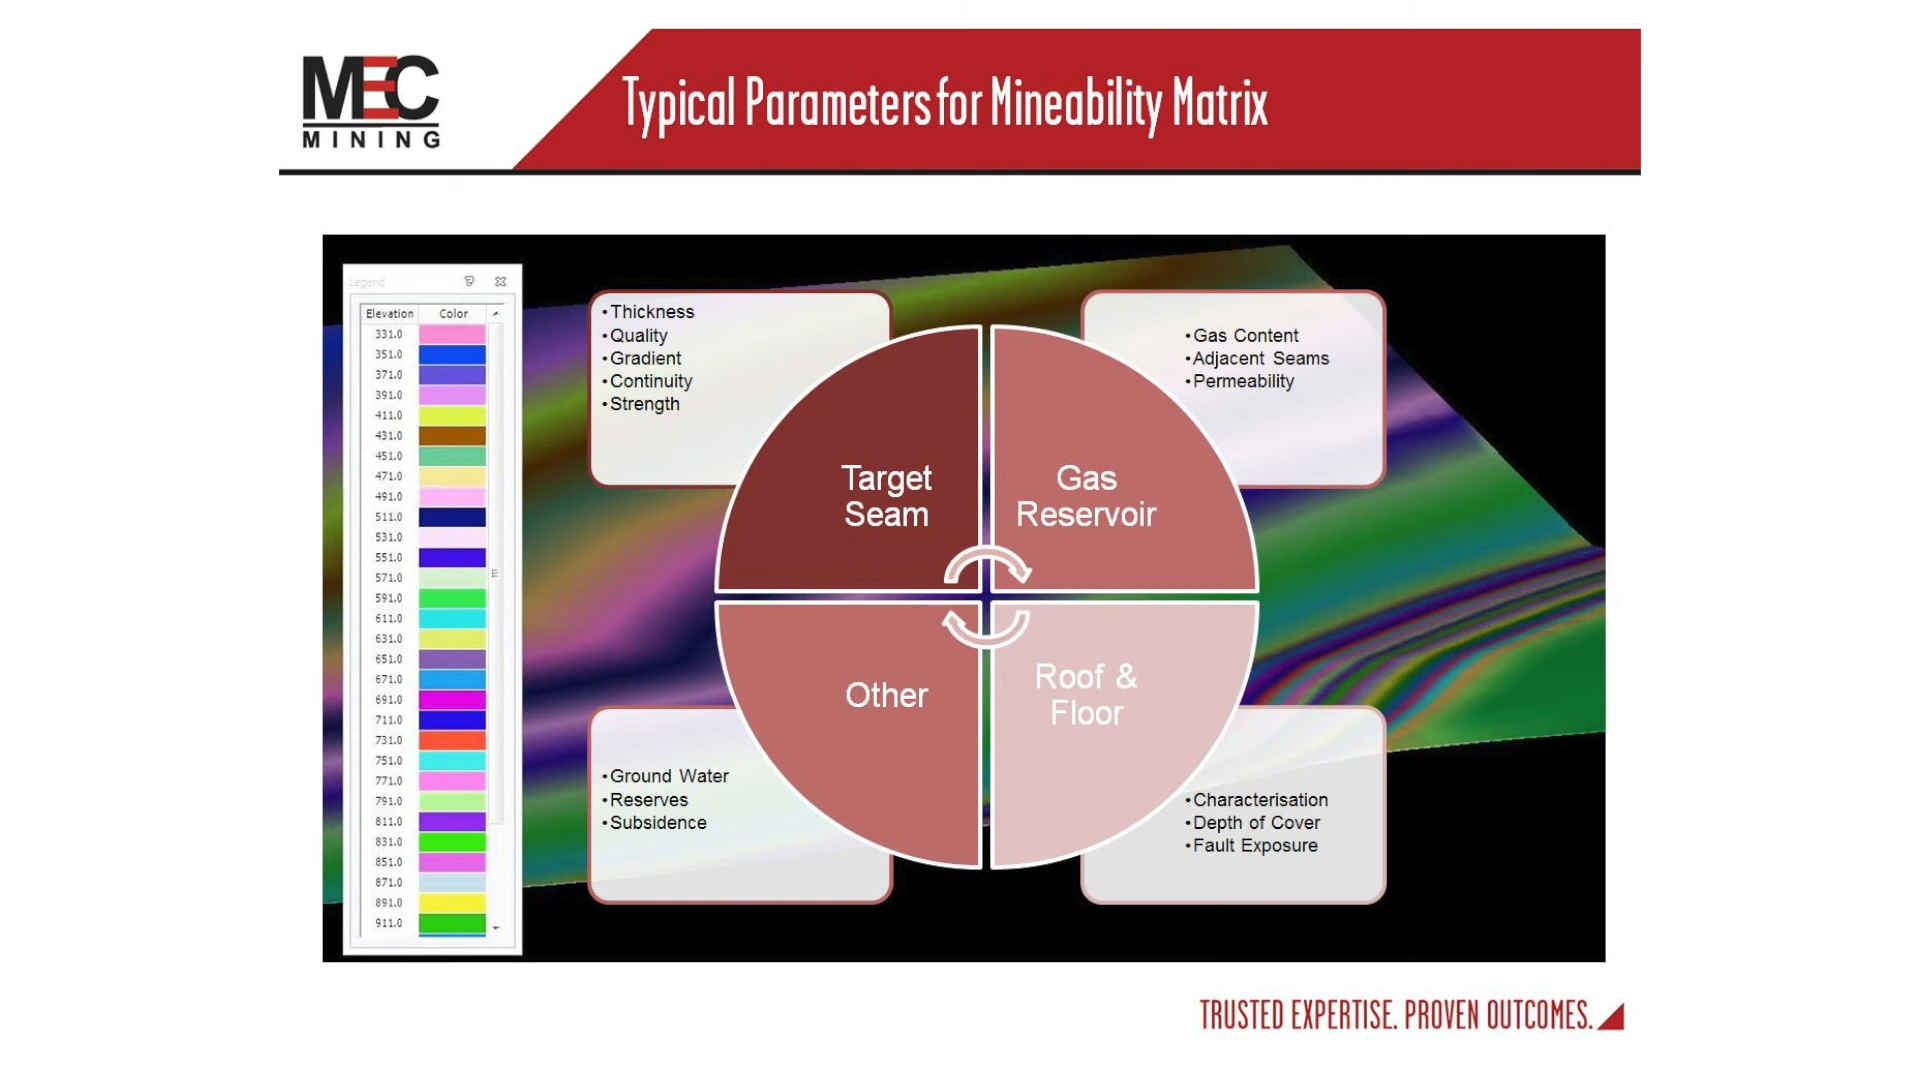 MEC
MINING
Typical Parameters for Mineability Matrix
Legend
Elevation Color
331.0
351.0
371.0
391.0
411.0
431.0
451.0
471.0
491.0
511.0
531.0
551.0
571.0
591.0
611.0
631.0
651.0
671.0
691.0
711.0
731.0
751.0
771.0
791.0
811.0
831.0
851.0
871.0
891.0
911.0
•Thickness
•Quality
•Gradient
•Continuity
•Strength
•Gas Content
•Adjacent Seams
•Permeability
Target
Seam
Gas
Reservoir
Other
Roof &
Floor
•Ground Water
•Reserves
•Subsidence
•Characterisation
•Depth of Cover
•Fault Exposure
TRUSTED EXPERTISE. PROVEN OUTCOMES.